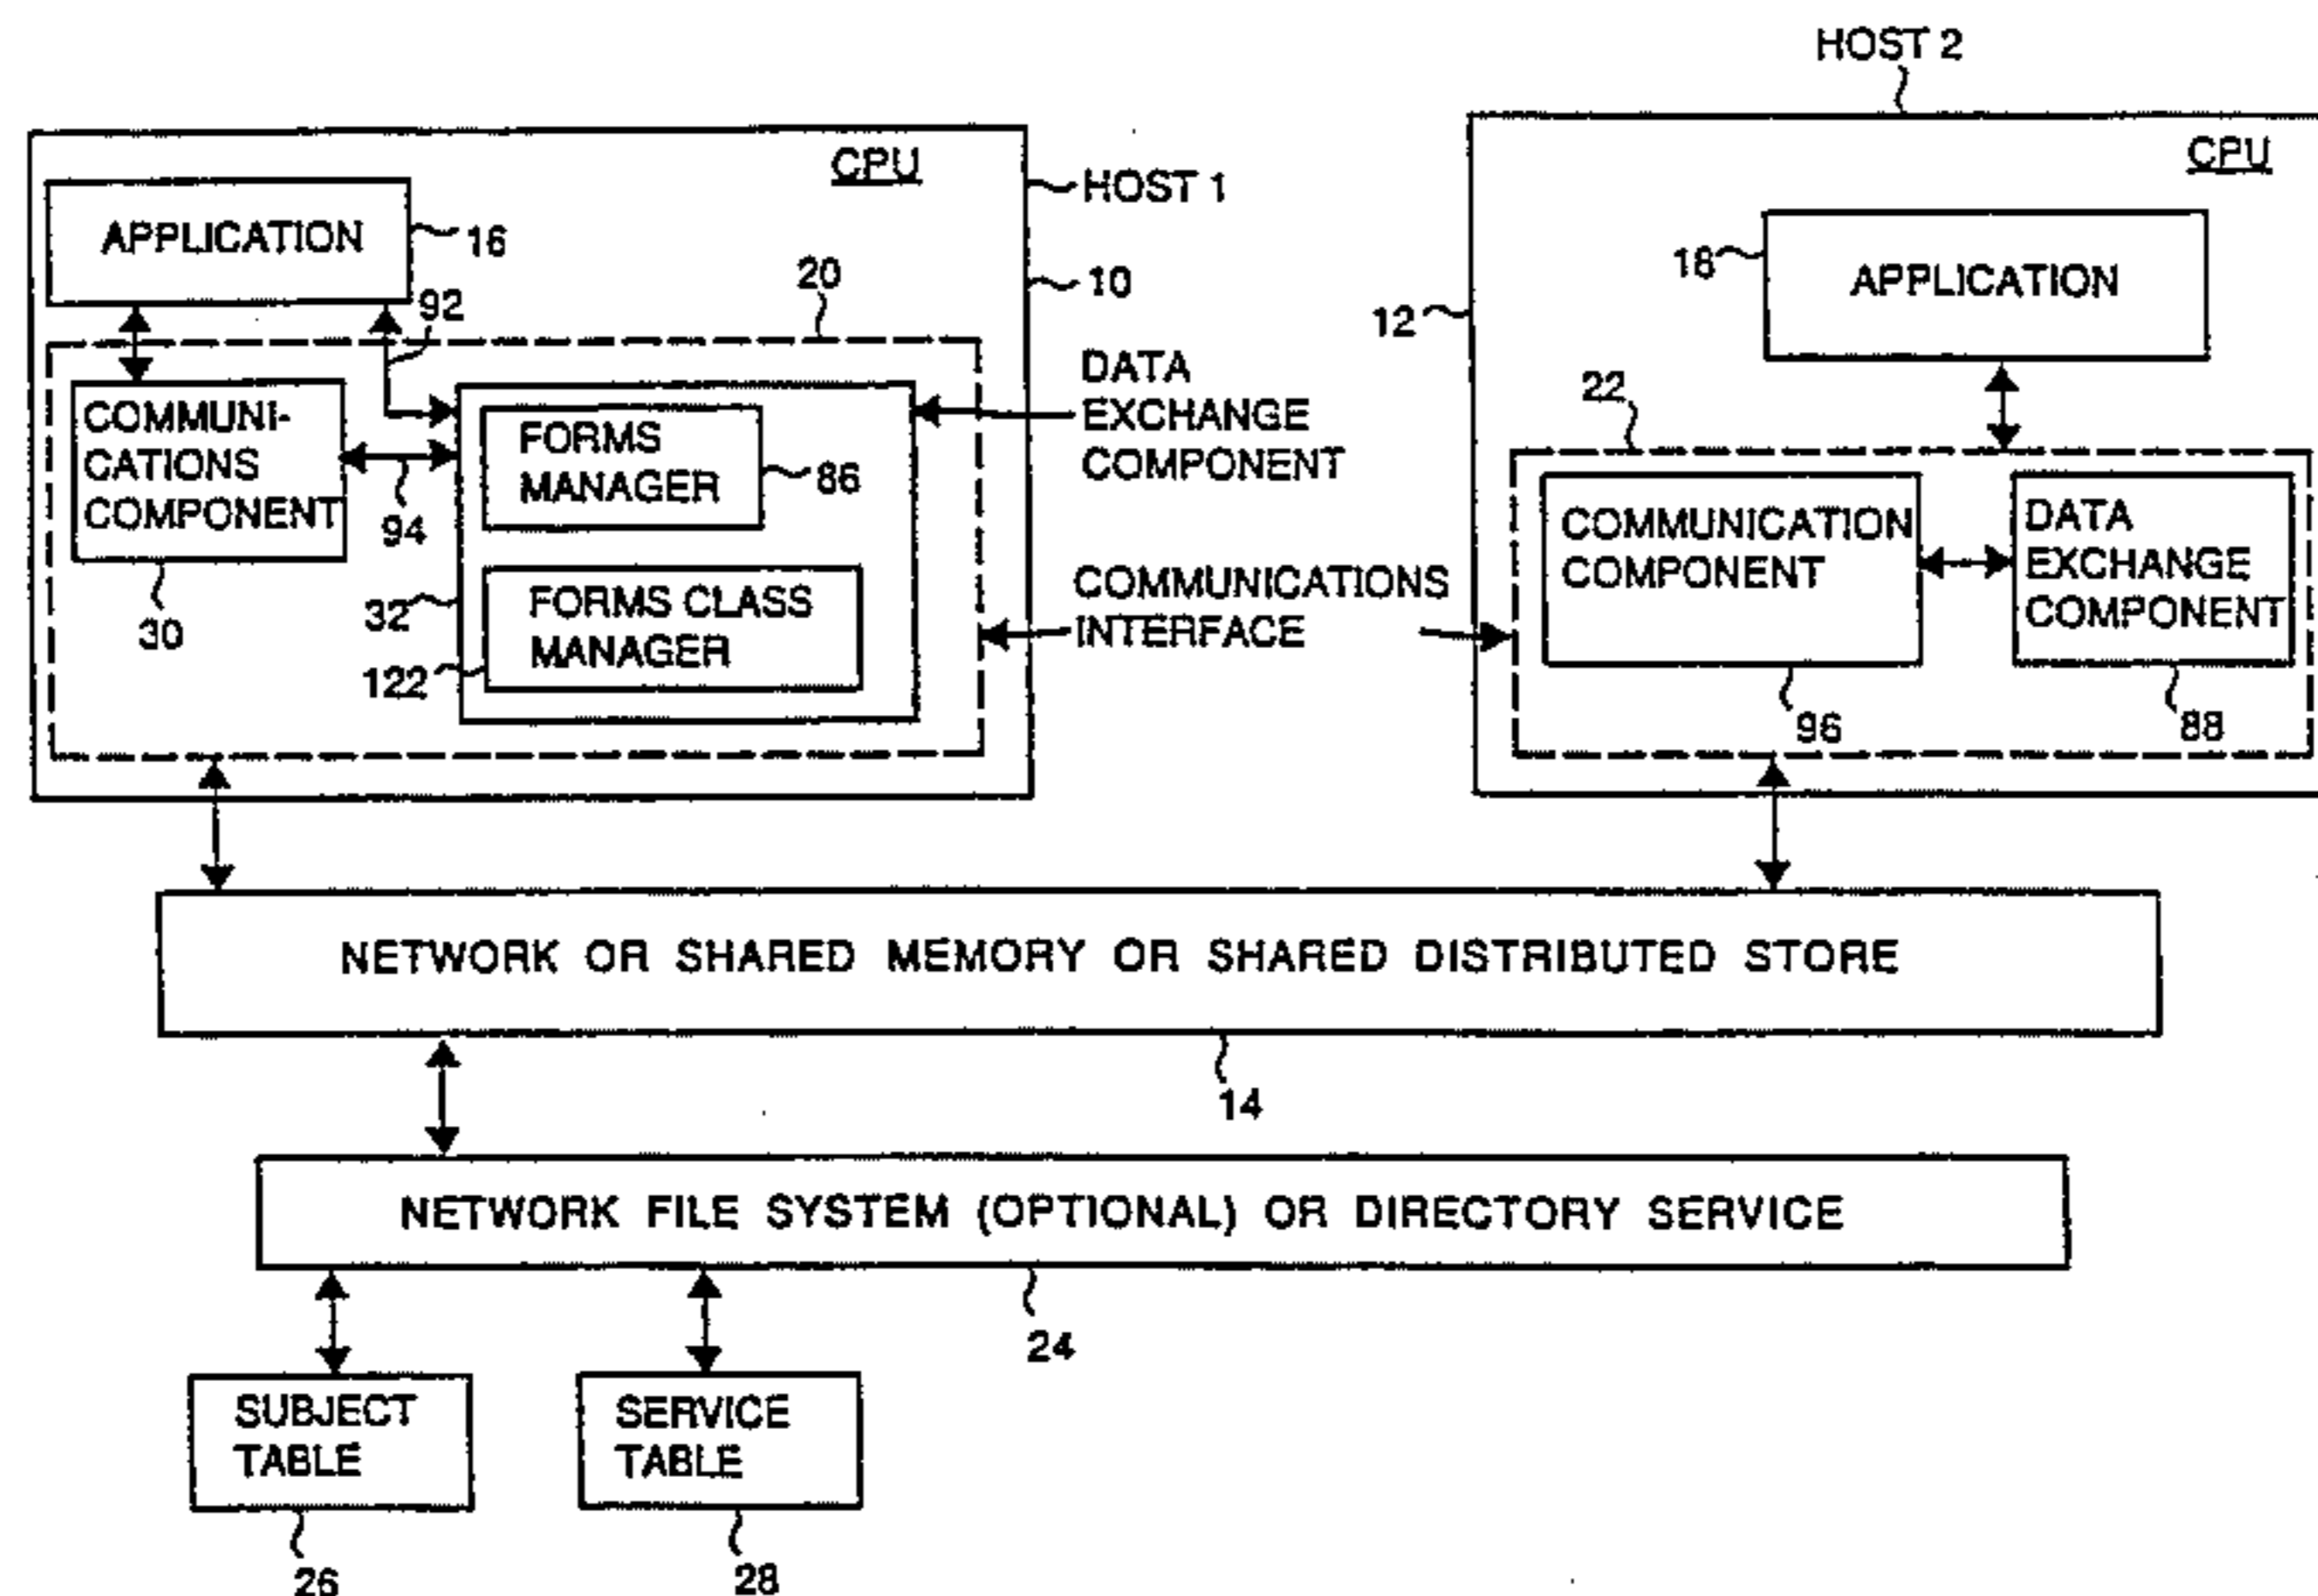 HOST 2
CPU
HOST 1
CPU
APPLICATION
16
92
20
10
18
APPLICATION
12
DATA
EXCHANGE
COMPONENT
22
COMMUNI-
CATIONS
COMPONENT
FORMS
MANAGER
86
94
COMMUNICATION
COMPONENT
DATA
EXCHANGE
COMPONENT
COMMUNICATIONS
INTERFACE
30
32
FORMS CLASS
MANAGER
122
96
88
NETWORK OR SHARED MEMORY OR SHARED DISTRIBUTED STORE
14
NETWORK FILE SYSTEM (OPTIONAL) OR DIRECTORY SERVICE
24
SUBJECT
TABLE
SERVICE
TABLE
26
28